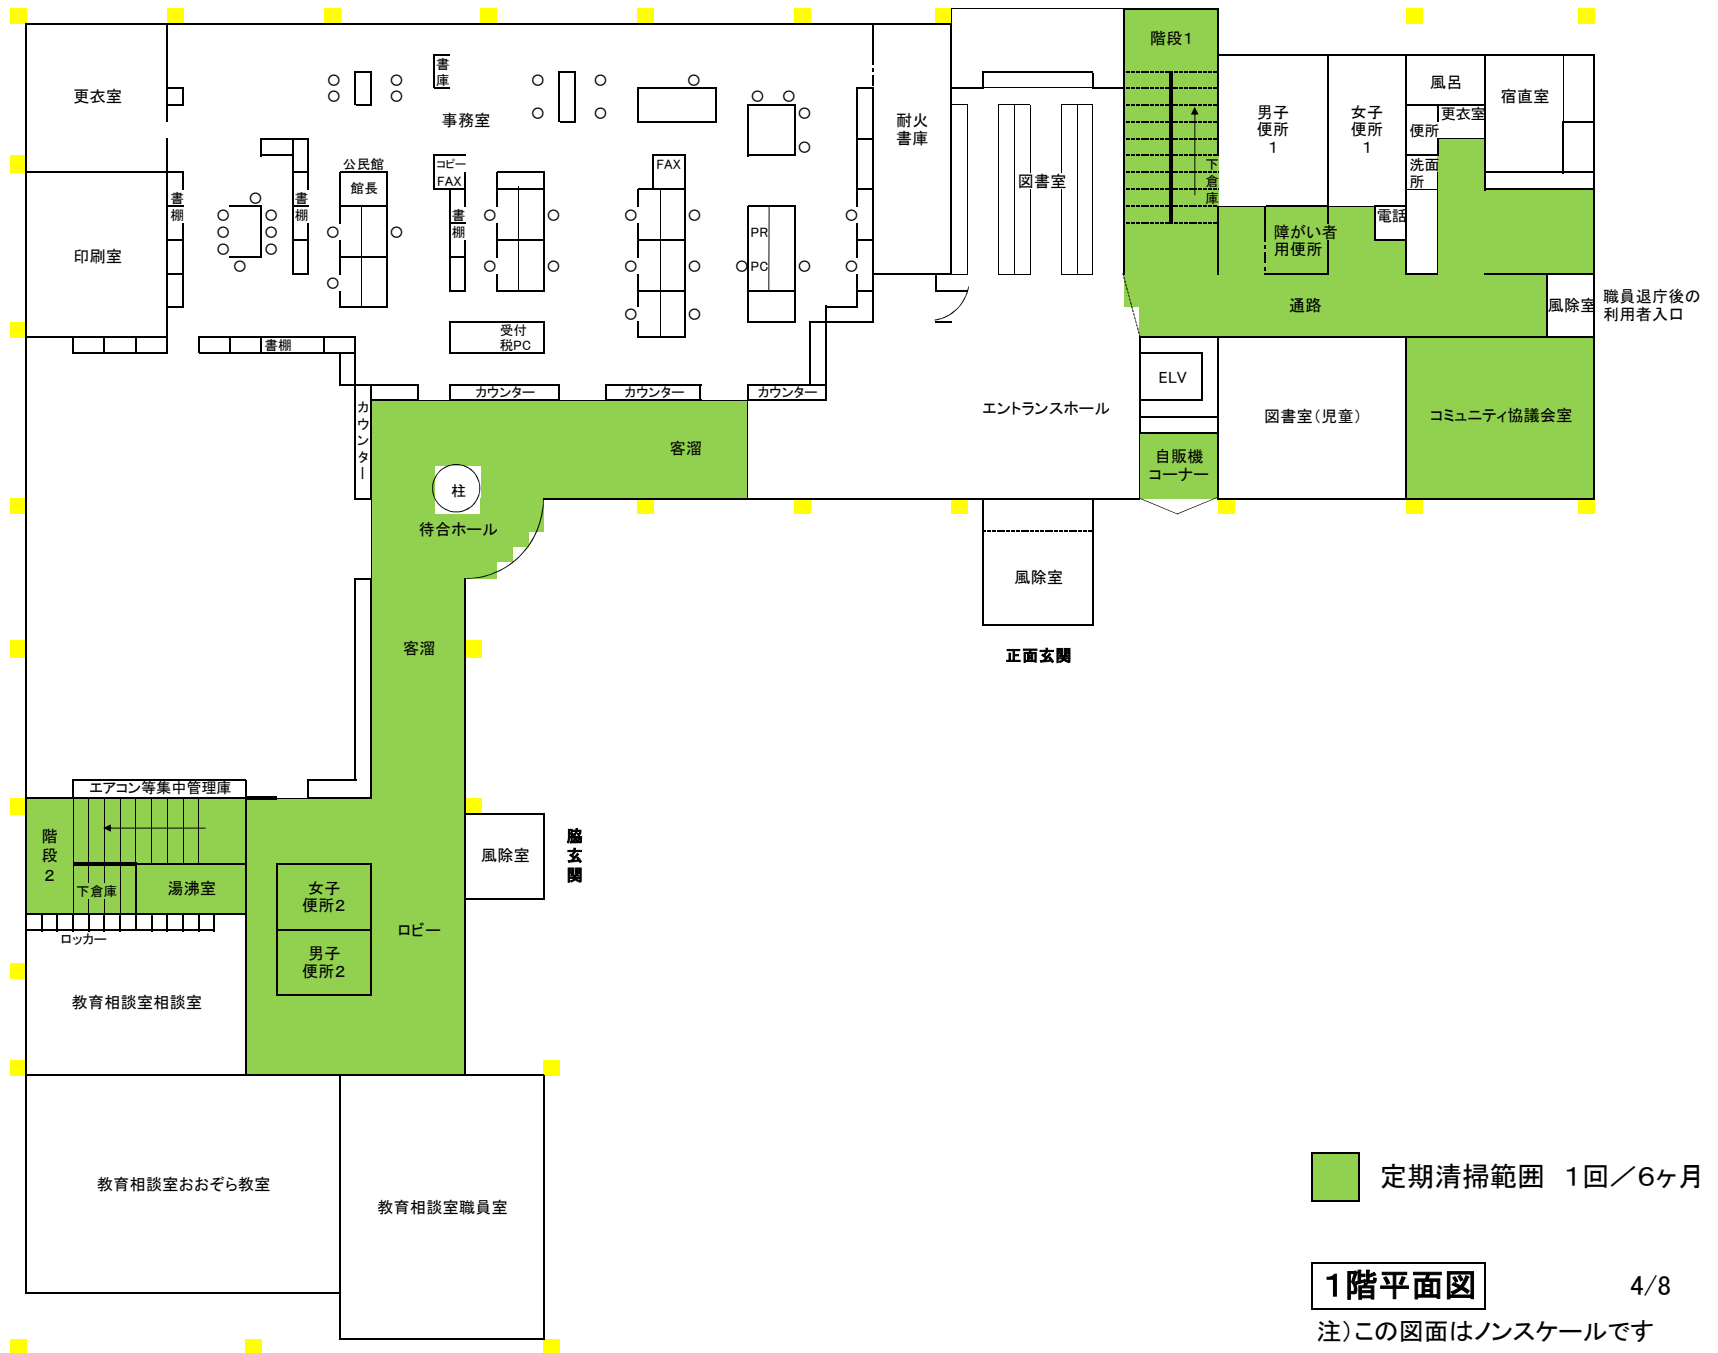 階段1
更衣室
書庫
事務室
耐火
書庫
男子
便所
1
女子
便所
1
風呂
更衣室
便所
洗面
所
宿直室
公民館
館長
コピー
FAX
FAX
図書室
下倉庫
書棚
書棚
書棚
電話
障がい者
用便所
印刷室
PR
PC
通路
風除室
職員退庁後の
利用者入口
受付
税PC
書棚
カウンター
カウンター
カウンター
カウンター
エントランスホール
ELV
図書室(児童)
コミュニティ協議会室
客溜
自販機
コーナー
柱
待合ホール
風除室
正面玄関
客溜
エアコン等集中管理庫
階段2
下倉庫
湯沸室
女子
便所2
風除室
脇玄関
ロッカー
男子
便所2
ロビー
教育相談室相談室
教育相談室おおぞら教室
教育相談室職員室
定期清掃範囲 1回/6ヶ月
1階平面図
4/8
注)この図面はノンスケールです